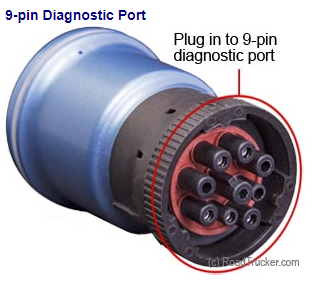 9-pin Diagnostic Port
Plug in to 9-pin
diagnostic port
(c) RoadTrucker.com